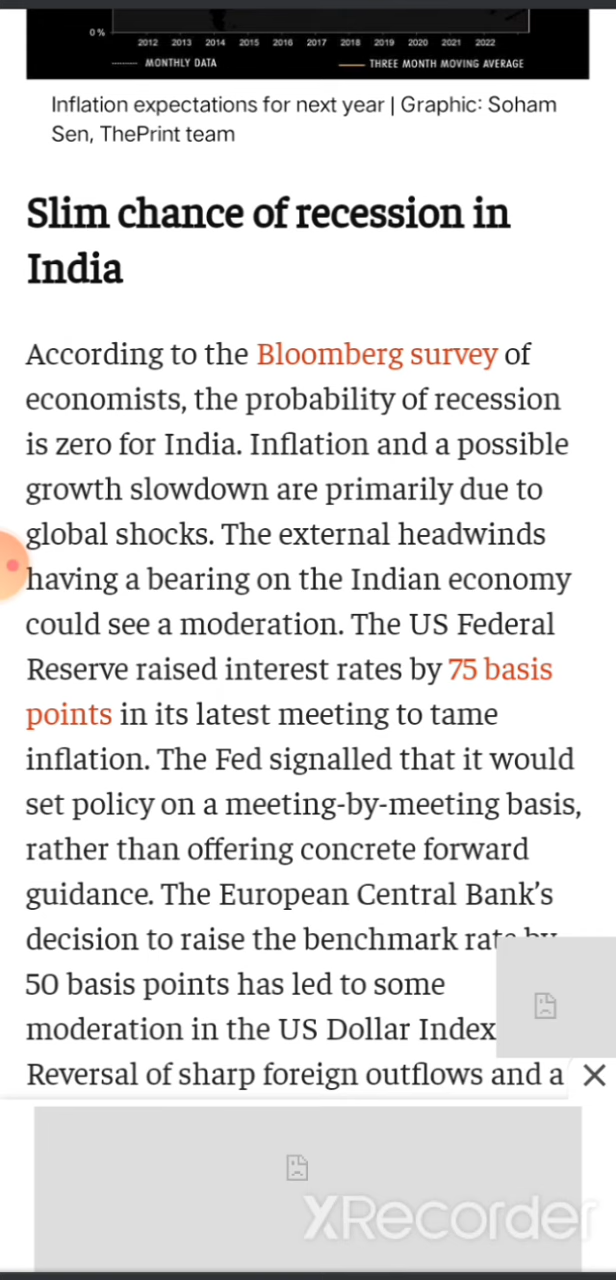 0%
2012 2013 2014 2015 2016 2017 2018 2019 2020 2021 2022
MONTHLY DATA THREE MONTH MOVING AVERAGE
Inflation expectations for next year | Graphic: Soham
Sen, ThePrint team
Slim chance of recession in
India
According to the Bloomberg survey of
economists, the probability of recession
is zero for India. Inflation and a possible
growth slowdown are primarily due to
global shocks. The external headwinds
having a bearing on the Indian economy
could see a moderation. The US Federal
Reserve raised interest rates by 75 basis
points in its latest meeting to tame
inflation. The Fed signalled that it would
set policy on a meeting-by-meeting basis,
rather than offering concrete forward
guidance. The European Central Bank’s
decision to raise the benchmark rate by
50 basis points has led to some
moderation in the US Dollar Index
Reversal of sharp foreign outflows and a
XRecorder